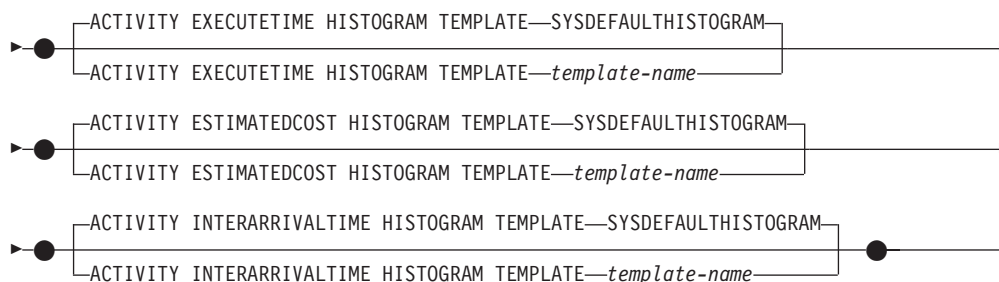 ACTIVITY EXECUTETIME HISTOGRAM TEMPLATE SYSDEFAULTHISTOGRAM
ACTIVITY EXECUTETIME HISTOGRAM TEMPLATE template-name
ACTIVITY ESTIMATEDCOST HISTOGRAM TEMPLATE SYSDEFAULTHISTOGRAM
ACTIVITY ESTIMATEDCOST HISTOGRAM TEMPLATE template-name
ACTIVITY INTERARRIVALTIME HISTOGRAM TEMPLATE SYSDEFAULTHISTOGRAM
ACTIVITY INTERARRIVALTIME HISTOGRAM TEMPLATE template-name